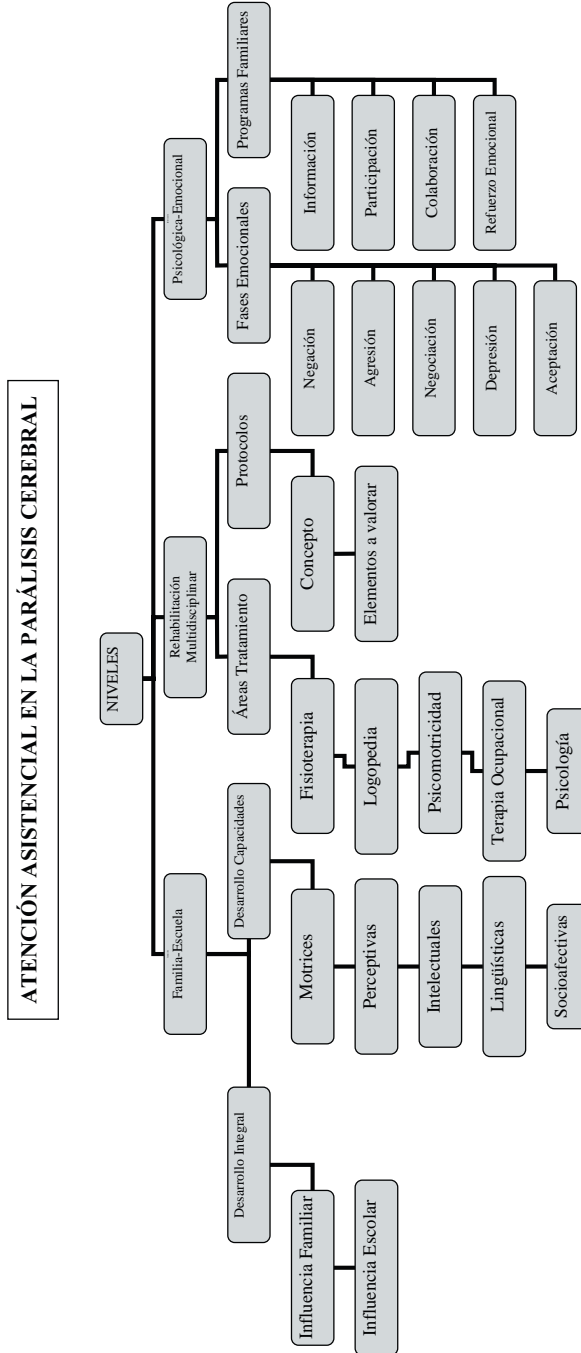 ATENCIÓN ASISTENCIAL EN LA PARÁLISIS CEREBRAL
NIVELES
Familia-Escuela
Rehabilitación
Multidisciplinar
Psicológica-Emocional
Desarrollo Integral
Desarrollo Capacidades
Áreas Tratamiento
Protocolos
Fases Emocionales
Programas Familiares
Influencia Familiar
Influencia Escolar
Motrices
Perceptivas
Intelectuales
Lingüísticas
Socioafectivas
Fisioterapia
Logopedia
Psicomotricidad
Terapia Ocupacional
Psicología
Concepto
Elementos a valorar
Negación
Agresión
Negociación
Depresión
Aceptación
Información
Participación
Colaboración
Refuerzo Emocional